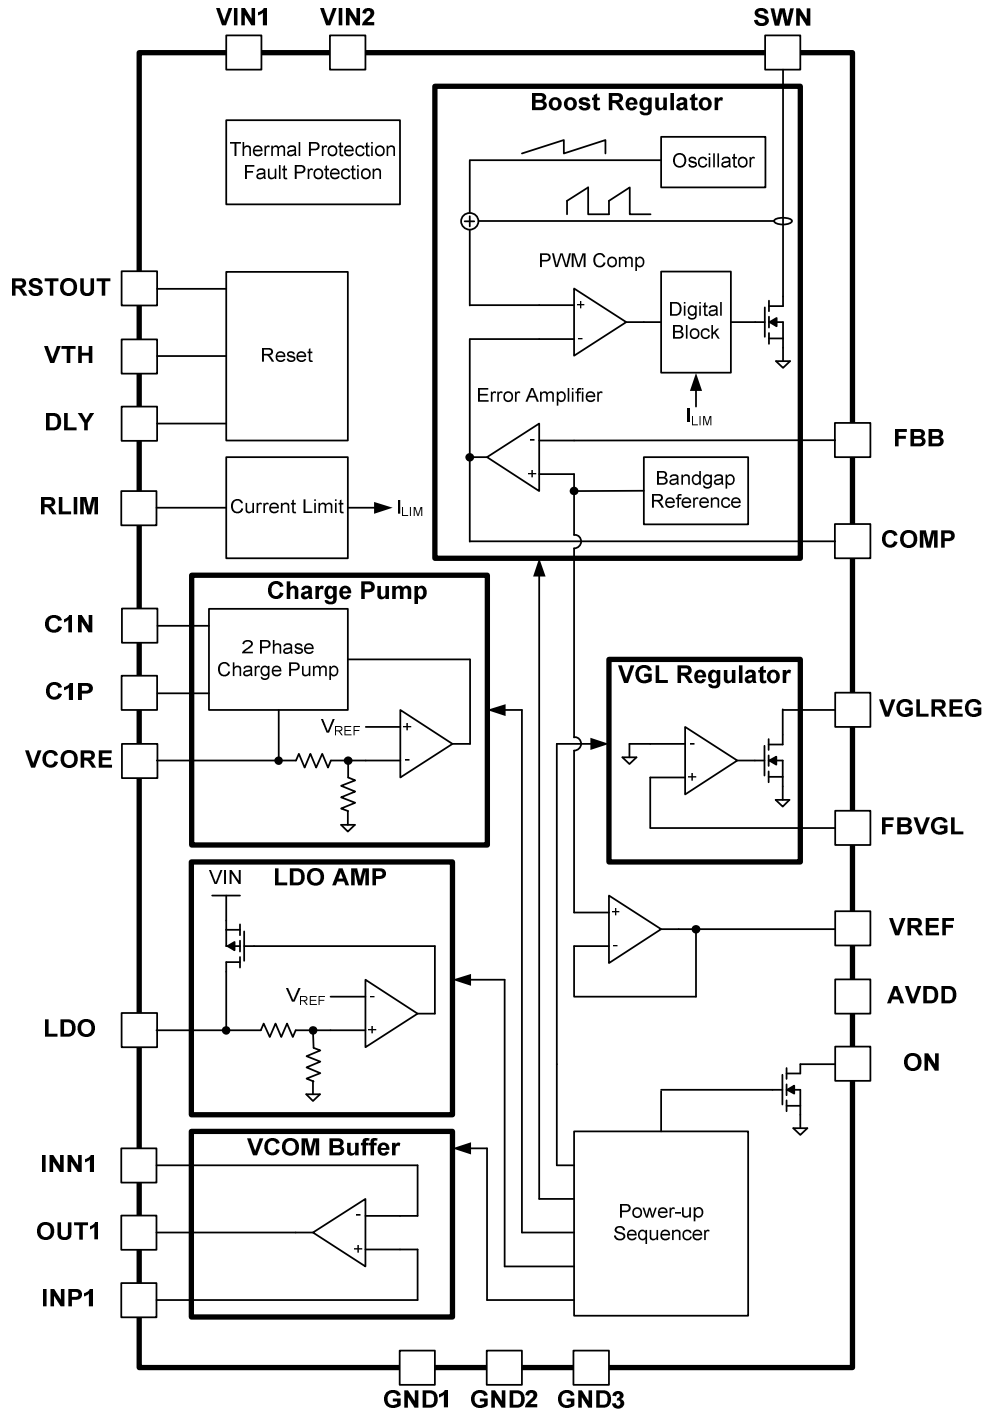 VIN1
VIN2
SWN
Boost Regulator
Thermal Protection
Fault Protection
Oscillator
+
PWM Comp
RSTOUT
VTH
DLY
Reset
+
-
Digital
Block
ILIM
Error Amplifier
-
+
FBB
Bandgap
Reference
RLIM
Current Limit
ILIM
COMP
Charge Pump
C1N
C1P
VCORE
2 Phase
Charge Pump
VREF
+
-
VGL Regulator
-
+
VGLREG
FBVGL
LDO AMP
VIN
VREF
-
+
LDO
+
-
VREF
AVDD
ON
VCOM Buffer
INN1
OUT1
INP1
-
+
Power-up
Sequencer
GND1
GND2
GND3